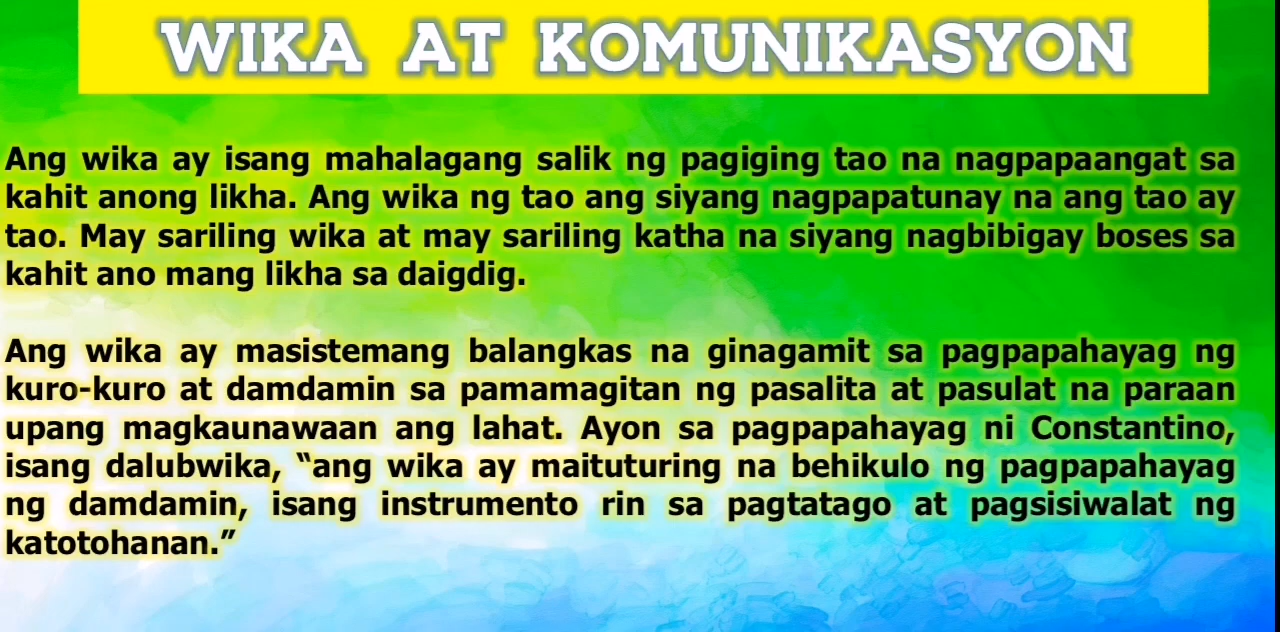 WIKA AT KOMUNIKASYON
Ang wika ay isang mahalagang salik ng pagiging tao na nagpapaangat sa
kahit anong likha. Ang wika ng tao ang siyang nagpapatunay na ang tao ay
tao. May sariling wika at may sariling katha na siyang nagbibigay boses sa
kahit ano mang likha sa daigdig.
Ang wika ay masistemang balangkas na ginagamit sa pagpapahayag ng
kuro-kuro at damdamin sa pamamagitan ng pasalita at pasulat na paraan
upang magkaunawaan ang lahat. Ayon sa pagpapahayag ni Constantino,
isang dalubwika, “ang wika ay maituturing na behikulo ng pagpapahayag
ng damdamin, isang instrumento rin sa pagtatago at pagsisiwalat ng
katotohanan.”